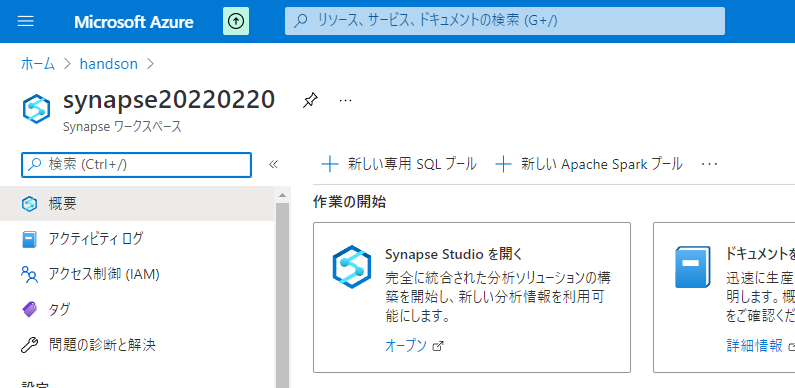 Microsoft Azure
リソース、サービス、ドキュメントの検索 (G+/)
ホーム > handson >
synapse20220220
Synapse ワークスペース
検索 (Ctrl+/)
新しい専用 SQL プール
新しい Apache Spark プール
概要
アクティビティ ログ
アクセス制御 (IAM)
タグ
問題の診断と解決
設定
作業の開始
Synapse Studio を開く
完全に統合された分析ソリューションの構
築を開始し、新しい分析情報を利用可
能にします。
オープン
ドキュメントを
迅速に生産
明します。概
をご確認くだ
詳細情報